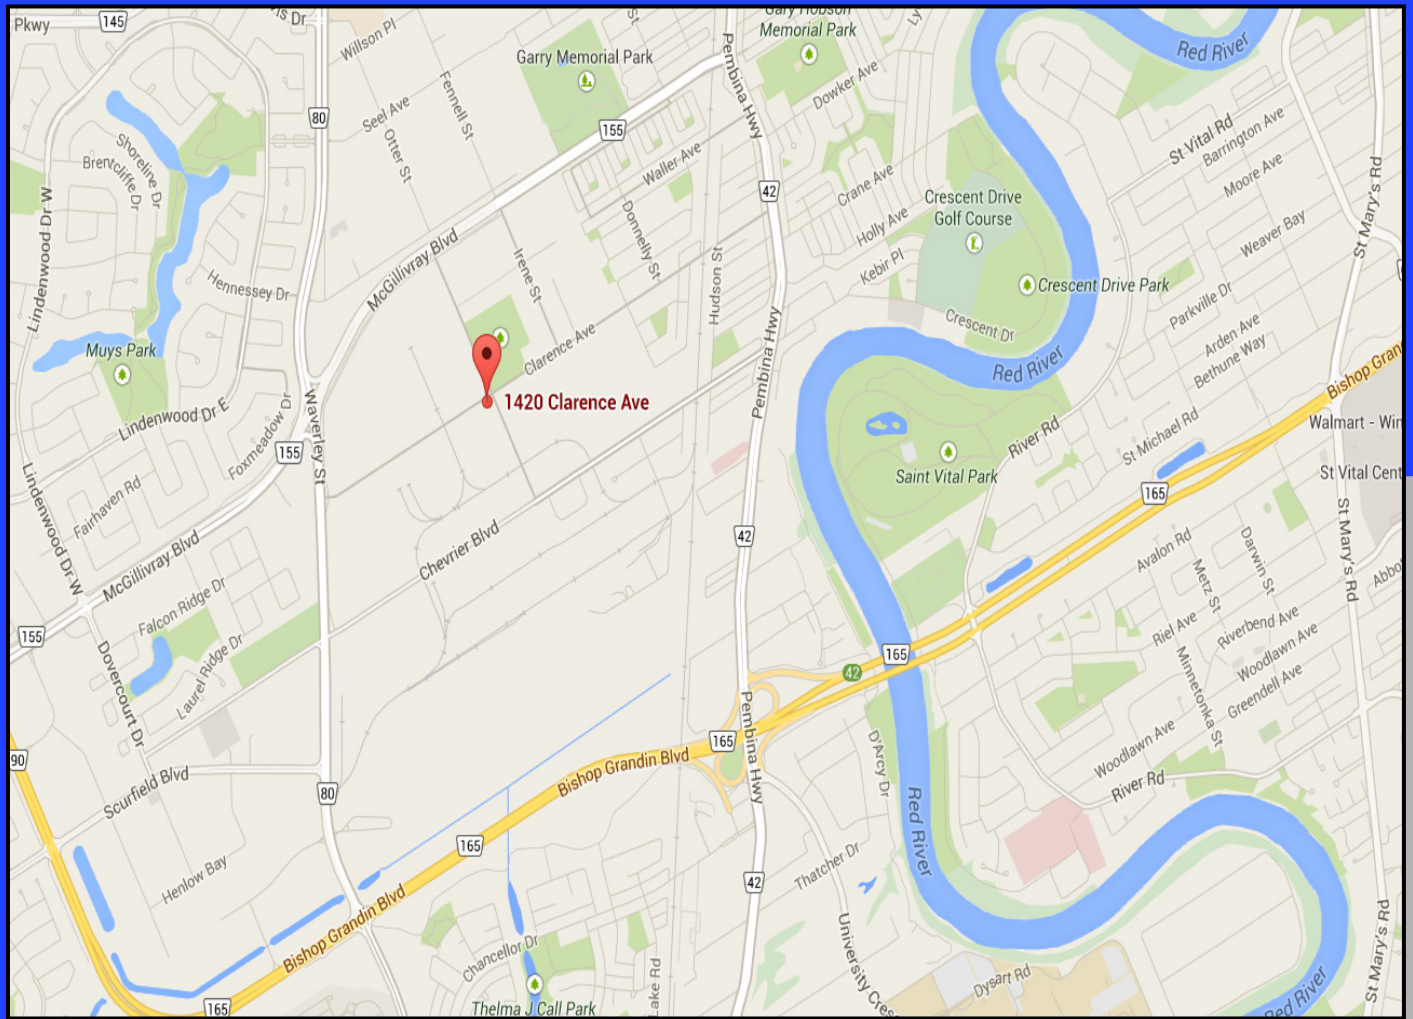 Pkwy
145
is Dr
Willson Pl
80
Seel Ave
Fennell St
Otter St
Garry Memorial Park
155
Pembina Hwy
Gary Hobson
Memorial Park
Dowker Ave
Red River
St Vital Rd
Barrington Ave
Moore Ave
Weaver Bay
St Mary's Rd
Shoreline Dr
Brentcliffe Dr
Lindenwood Dr W
Hennessey Dr
McGillivray Blvd
Irene St
Donnelly St
Waller Ave
Hudson St
42
Crane Ave
Holly Ave
Kebir Pl
Crescent Drive
Golf Course
Crescent Drive Park
Crescent Dr
Parkville Dr
Arden Ave
Bethune Way
Muys Park
Lindenwood Dr E
Foxmeadow Dr
155
Waverley St
Clarence Ave
1420 Clarence Ave
Pembina Hwy
Red River
Bishop Gran
Walmart - Win
St Vital Cent
River Rd
St Michael Rd
165
Saint Vital Park
Lindenwood Dr W
Fairhaven Rd
McGillivray Blvd
Chevrier Blvd
42
Avalon Rd
Darwin St
Metz St
St Mary's Rd
Abbo
155
Falcon Ridge Dr
Laurel Ridge Dr
Dovercourt Dr
Riel Ave
Riverbend Ave
Woodlawn Ave
Greendell Ave
Minnetonka St
Woodlawn Ave
River Rd
165
42
Pembina Hwy
165
Bishop Grandin Blvd
D'Arcy Dr
Red River
90
Scurfield Blvd
80
165
Henlow Bay
Bishop Grandin Blvd
Chancellor Dr
Thelma J Call Park
Lake Rd
42
Thatcher Dr
University Cres
Dysart Rd
Red River
St Mary's Rd
165